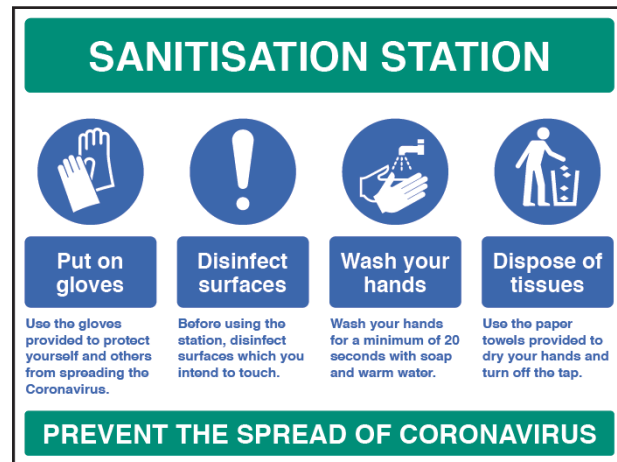 SANITISATION STATION
Put on
gloves
Use the gloves
provided to protect
yourself and others
from spreading the
Coronavirus.
Disinfect
surfaces
Before using the
station, disinfect
surfaces which you
intend to touch.
Wash your
hands
Wash your hands
for a minimum of 20
seconds with soap
and warm water.
Dispose of
tissues
Use the paper
towels provided to
dry your hands and
turn off the tap.
PREVENT THE SPREAD OF CORONAVIRUS